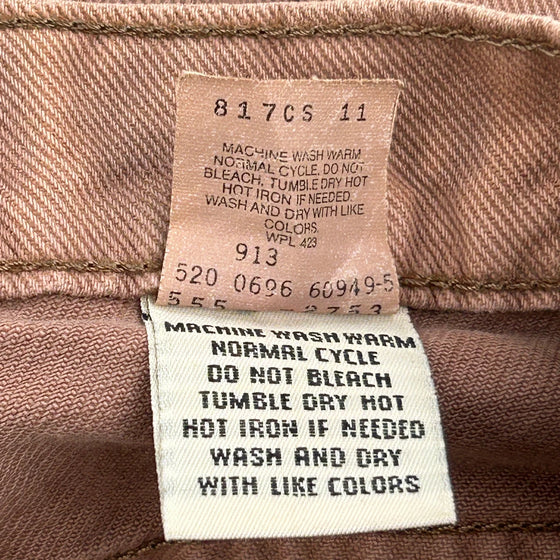 817CS 11
MACHINE WASH WARM
NORMAL CYCLE. DO NOT
BLEACH. TUMBLE DRY HOT
HOT IRON IF NEEDED
WASH AND DRY WITH LIKE
COLORS.
WPL 423
913
520 0696 60949-5
555
MACHINE WASH WARM
NORMAL CYCLE
DO NOT BLEACH
TUMBLE DRY HOT
HOT IRON IF NEEDED
WASH AND DRY
WITH LIKE COLORS